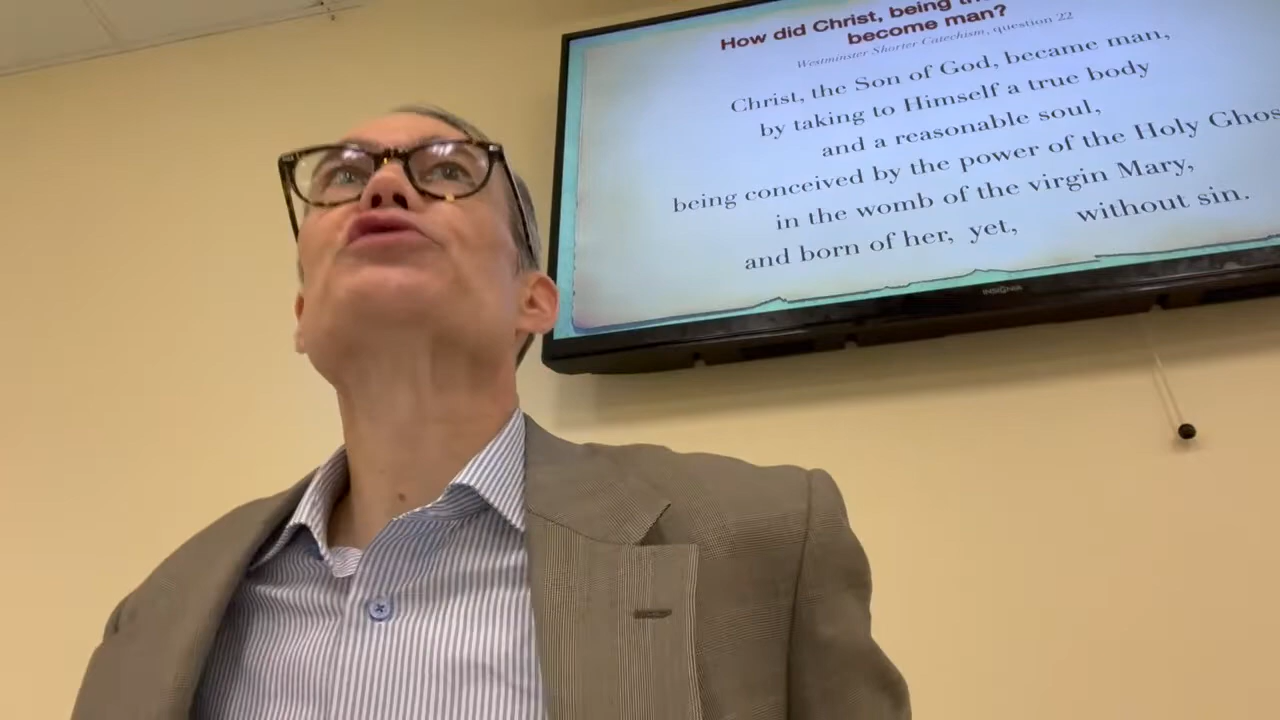 How did Christ, being the
become man?
Westminster Shorter Catechism, question 22
Christ, the Son of God, became man,
by taking to Himself a true body
and a reasonable soul,
being conceived by the power of the Holy Ghos
in the womb of the virgin Mary,
and born of her, yet, without sin.
INSIGNIA